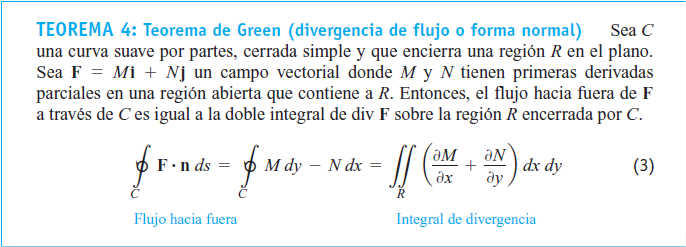 TEOREMA 4: Teorema de Green (divergencia de flujo o forma normal) Sea C
una curva suave por partes, cerrada simple y que encierra una región R en el plano.
Sea F = Mi + Nj un campo vectorial donde M y N tienen primeras derivadas
parciales en una región abierta que contiene a R. Entonces, el flujo hacia fuera de F
a través de C es igual a la doble integral de div F sobre la región R encerrada por C.
∮_C F · n ds = ∮_C M dy − N dx = ∬_R (∂M/∂x + ∂N/∂y) dx dy (3)
Flujo hacia fuera Integral de divergencia